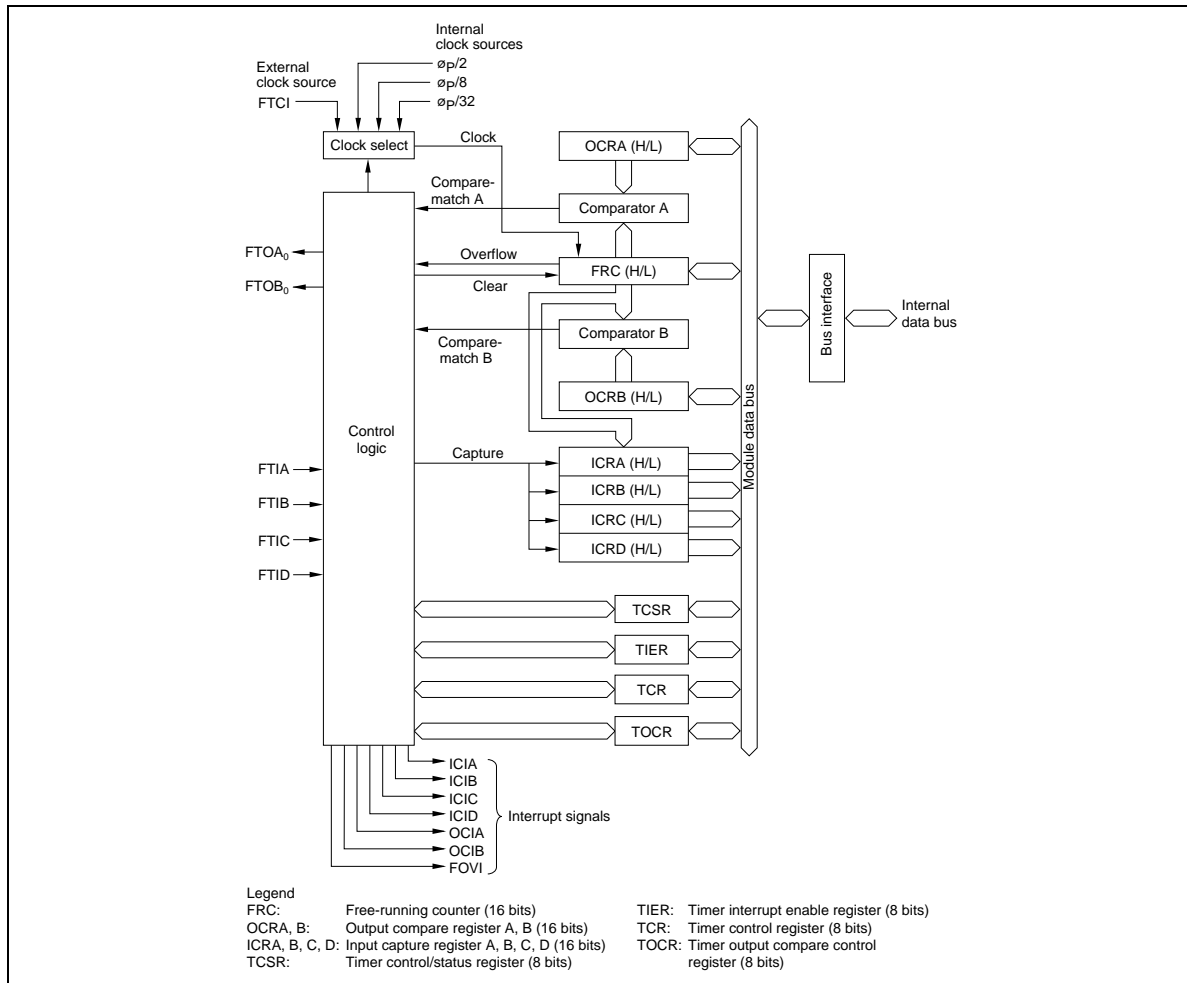 Internal
clock sources
External
clock source
øP/2
øP/8
FTCI
øP/32
Clock select
Clock
OCRA (H/L)
Compare-
match A
Comparator A
FTOA0
Overflow
FRC (H/L)
FTOB0
Clear
Internal
data bus
Bus interface
Comparator B
Compare-
match B
OCRB (H/L)
Module data bus
Control
logic
Capture
FTIA
ICRA (H/L)
FTIB
ICRB (H/L)
FTIC
ICRC (H/L)
FTID
ICRD (H/L)
TCSR
TIER
TCR
TOCR
ICIA
ICIB
ICIC
ICID
OCIA
OCIB
FOVI
Interrupt signals
Legend
FRC: Free-running counter (16 bits)
OCRA, B: Output compare register A, B (16 bits)
ICRA, B, C, D: Input capture register A, B, C, D (16 bits)
TCSR: Timer control/status register (8 bits)
TIER: Timer interrupt enable register (8 bits)
TCR: Timer control register (8 bits)
TOCR: Timer output compare control
register (8 bits)